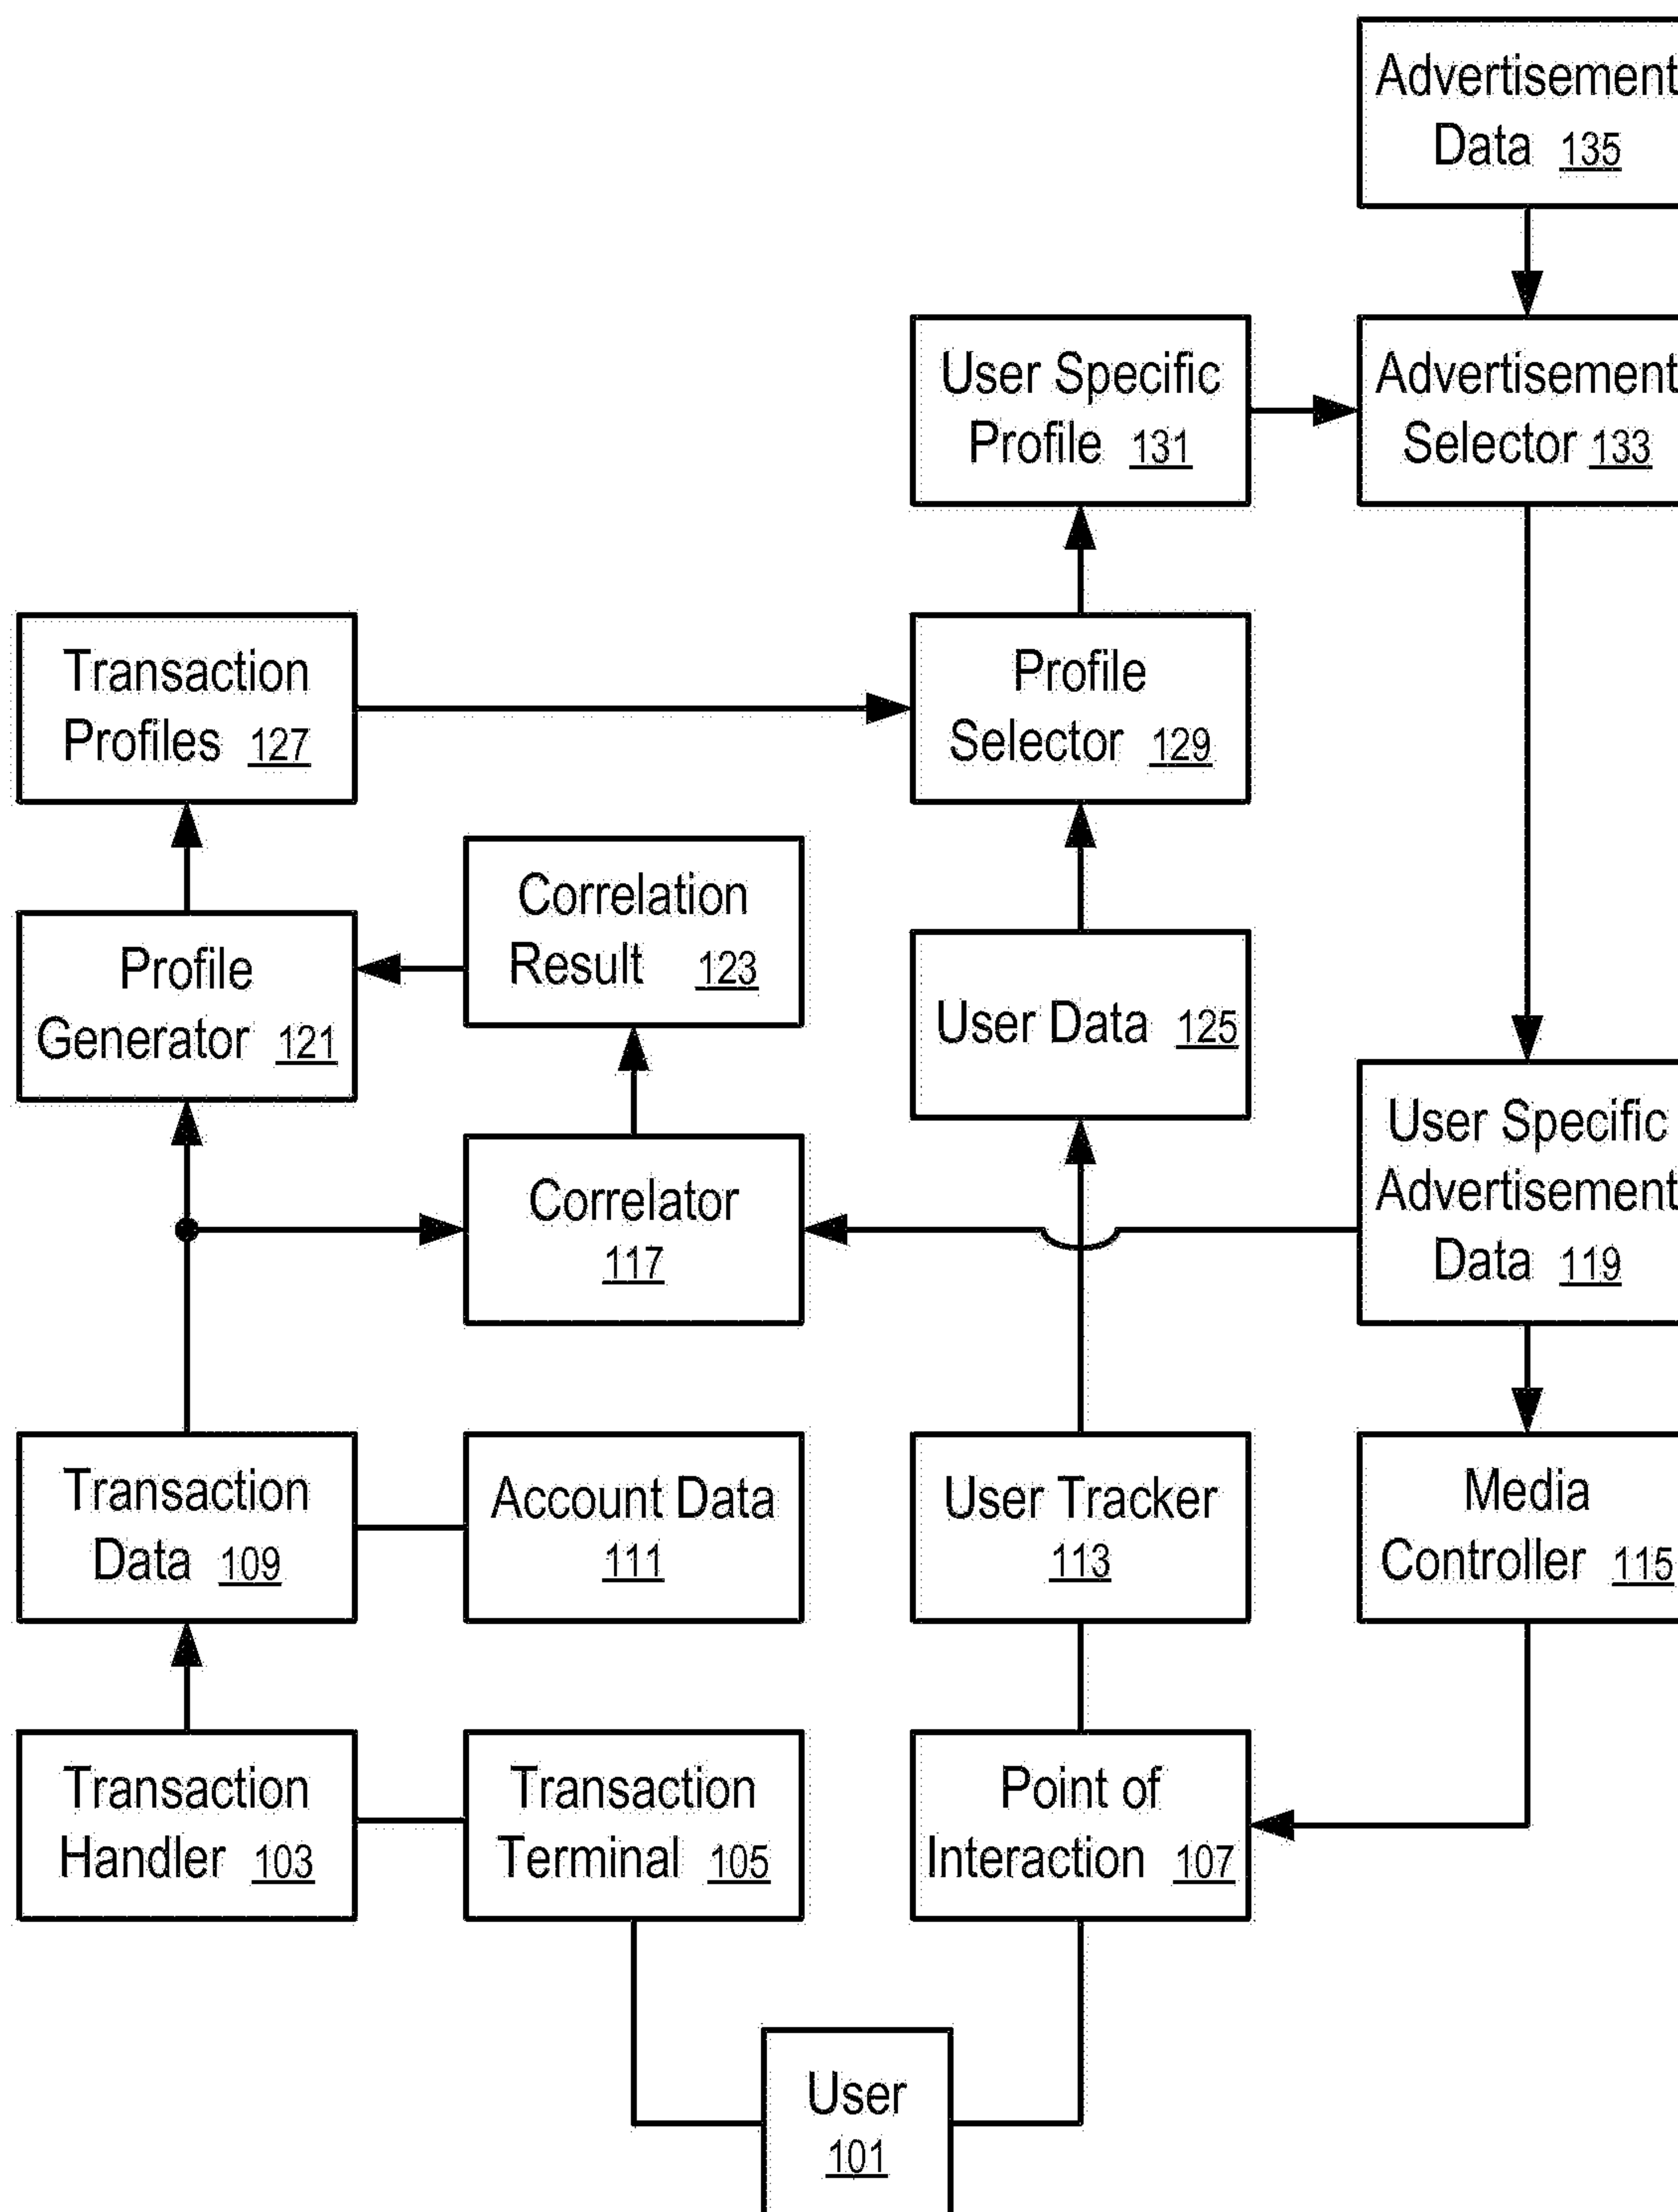 Advertisement
Data 135
User Specific
Profile 131
Advertisement
Selector 133
Transaction
Profiles 127
Profile
Selector 129
Correlation
Result 123
Profile
Generator 121
User Data 125
User Specific
Advertisement
Data 119
Correlator
117
Transaction
Data 109
Account Data
111
User Tracker
113
Media
Controller 115
Transaction
Handler 103
Transaction
Terminal 105
Point of
Interaction 107
User
101